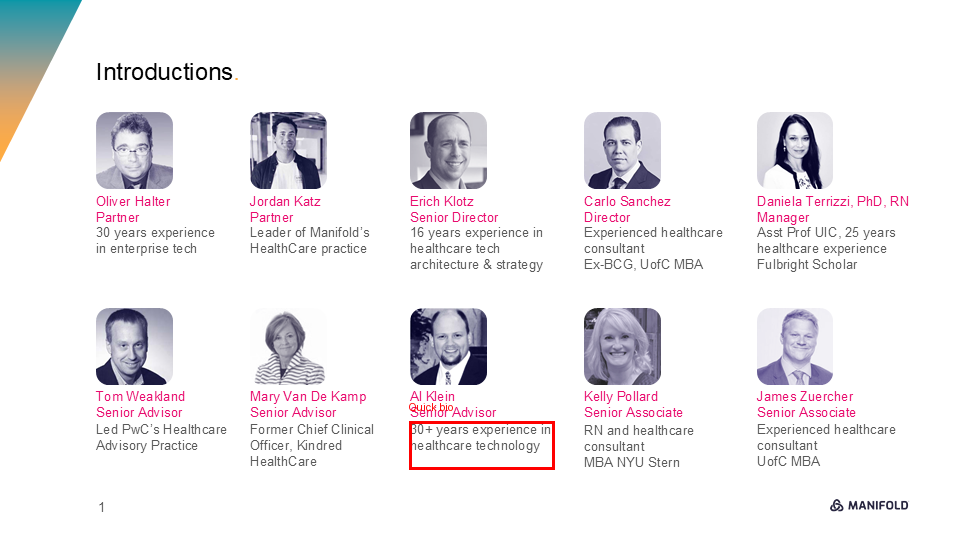 Introductions.
Oliver Halter
Partner
30 years experience
in enterprise tech
Jordan Katz
Partner
Leader of Manifold’s
HealthCare practice
Erich Klotz
Senior Director
16 years experience in
healthcare tech
architecture & strategy
Carlo Sanchez
Director
Experienced healthcare
consultant
Ex-BCG, UofC MBA
Daniela Terrizzi, PhD, RN
Manager
Asst Prof UIC, 25 years
healthcare experience
Fulbright Scholar
Tom Weakland
Senior Advisor
Led PwC’s Healthcare
Advisory Practice
Mary Van De Kamp
Senior Advisor
Former Chief Clinical
Officer, Kindred
HealthCare
Al Klein
Quick bio
Senior Advisor
30+ years experience in
healthcare technology
Kelly Pollard
Senior Associate
RN and healthcare
consultant
MBA NYU Stern
James Zuercher
Senior Associate
Experienced healthcare
consultant
UofC MBA
1
MANIFOLD